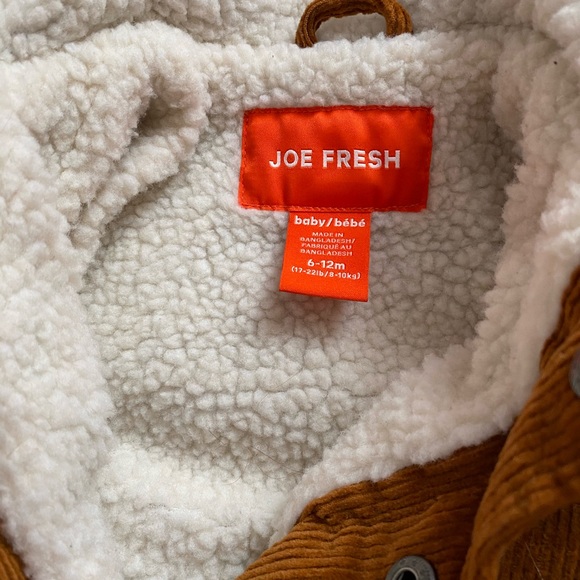 JOE FRESH
baby/bébé
MADE IN
BANGLADESH/
FABRIQUÉ AU
BANGLADESH
6-12m
(17-22lb/8-10kg)